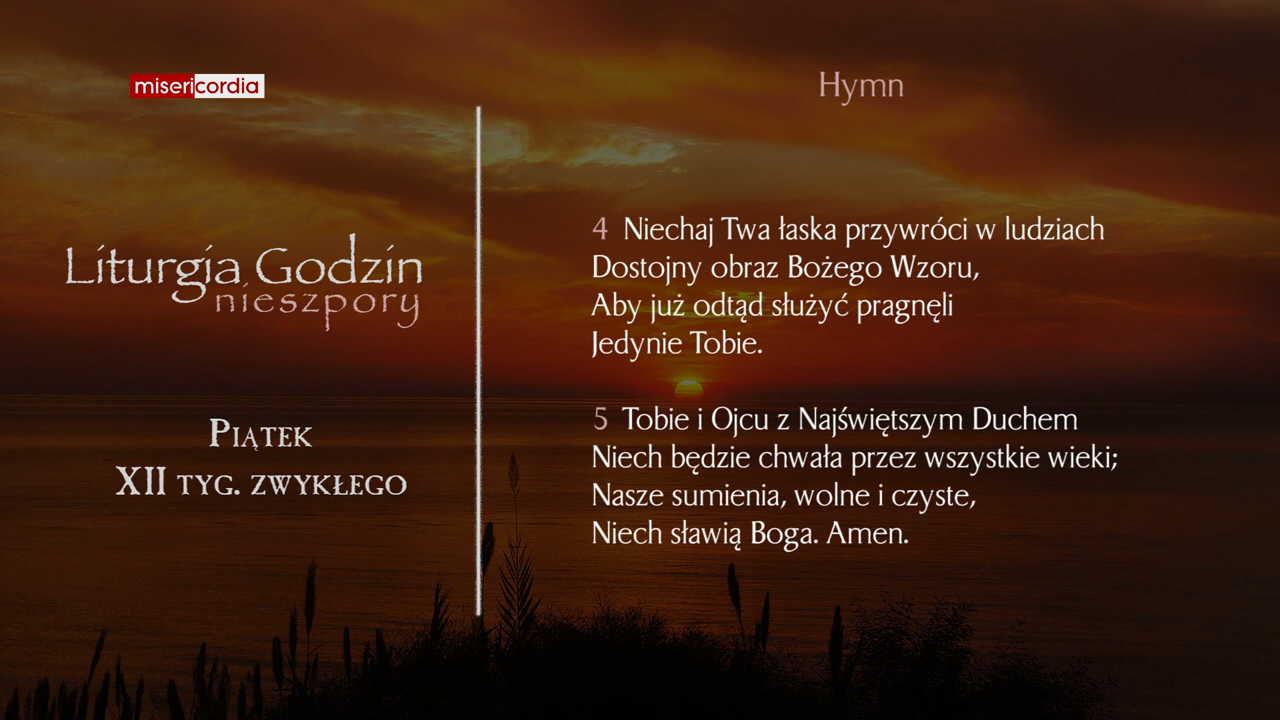 misericordia
Liturgia Godzin
nieszpory
Piątek
XII tyg. zwykłego
Hymn
4 Niechaj Twa łaska przywróci w ludziach
Dostojny obraz Bożego Wzoru,
Aby już odtąd służyć pragnęli
Jedynie Tobie.
5 Tobie i Ojcu z Najświętszym Duchem
Niech będzie chwała przez wszystkie wieki;
Nasze sumienia, wolne i czyste,
Niech sławią Boga. Amen.